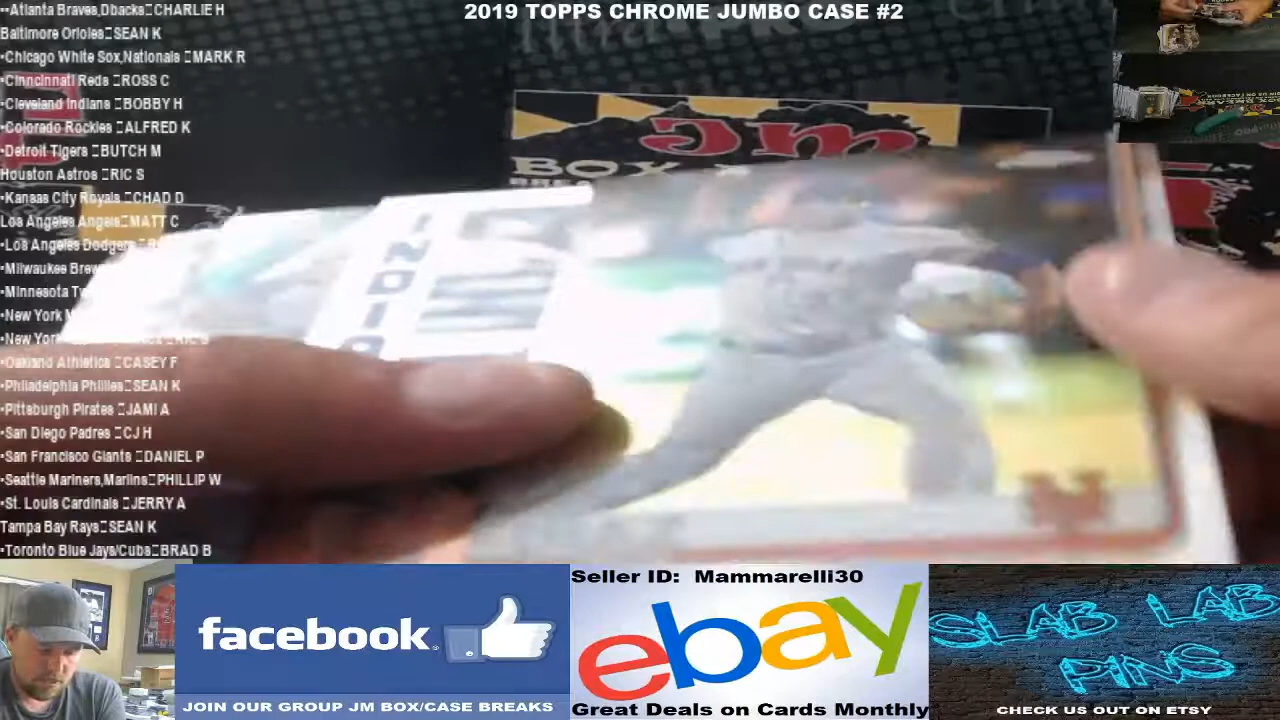 2019 TOPPS CHROME JUMBO CASE #2
••Atlanta Braves,Dbacks CHARLIE H
Baltimore Orioles SEAN K
•Chicago White Sox,Nationals MARK R
•Cinncinnati Reds ROSS C
•Cleveland Indians BOBBY H
•Colorado Rockies ALFRED K
•Detroit Tigers BUTCH M
Houston Astros RIC S
•Kansas City Royals CHAD D
Los Angeles Angels MATT C
•Los Angeles Dodgers
•Milwaukee
•Minnesota
•New York
•New York
•Oakland Athletics CASEY F
•Philadelphia Phillies SEAN K
•Pittsburgh Pirates JAMI A
•San Diego Padres CJ H
•San Francisco Giants DANIEL P
•Seattle Mariners,Marlins PHILLIP W
•St. Louis Cardinals JERRY A
Tampa Bay Rays SEAN K
•Toronto Blue Jays/Cubs BRAD B
JM
BOX
INDIA
facebook
JOIN OUR GROUP JM BOX/CASE BREAKS
Seller ID: Mammarelli30
ebay
Great Deals on Cards Monthly
SLAB LAB
PINS
CHECK US OUT ON ETSY